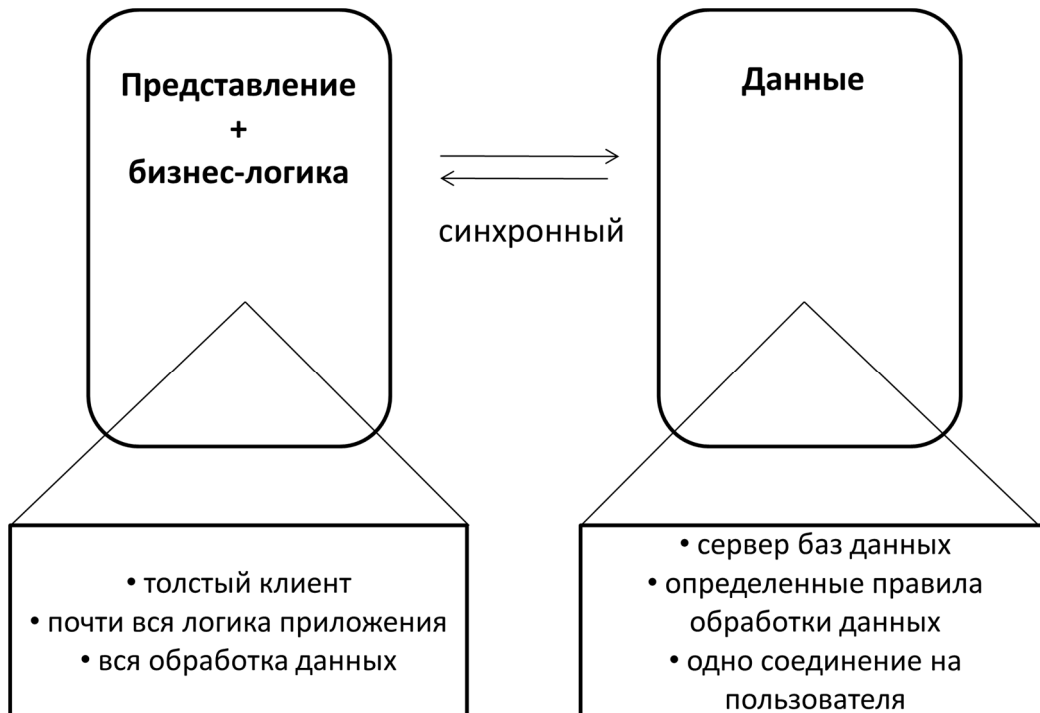 Представление
+
бизнес-логика
Данные
синхронный
• толстый клиент
• почти вся логика приложения
• вся обработка данных
• сервер баз данных
• определенные правила
обработки данных
• одно соединение на
пользователя